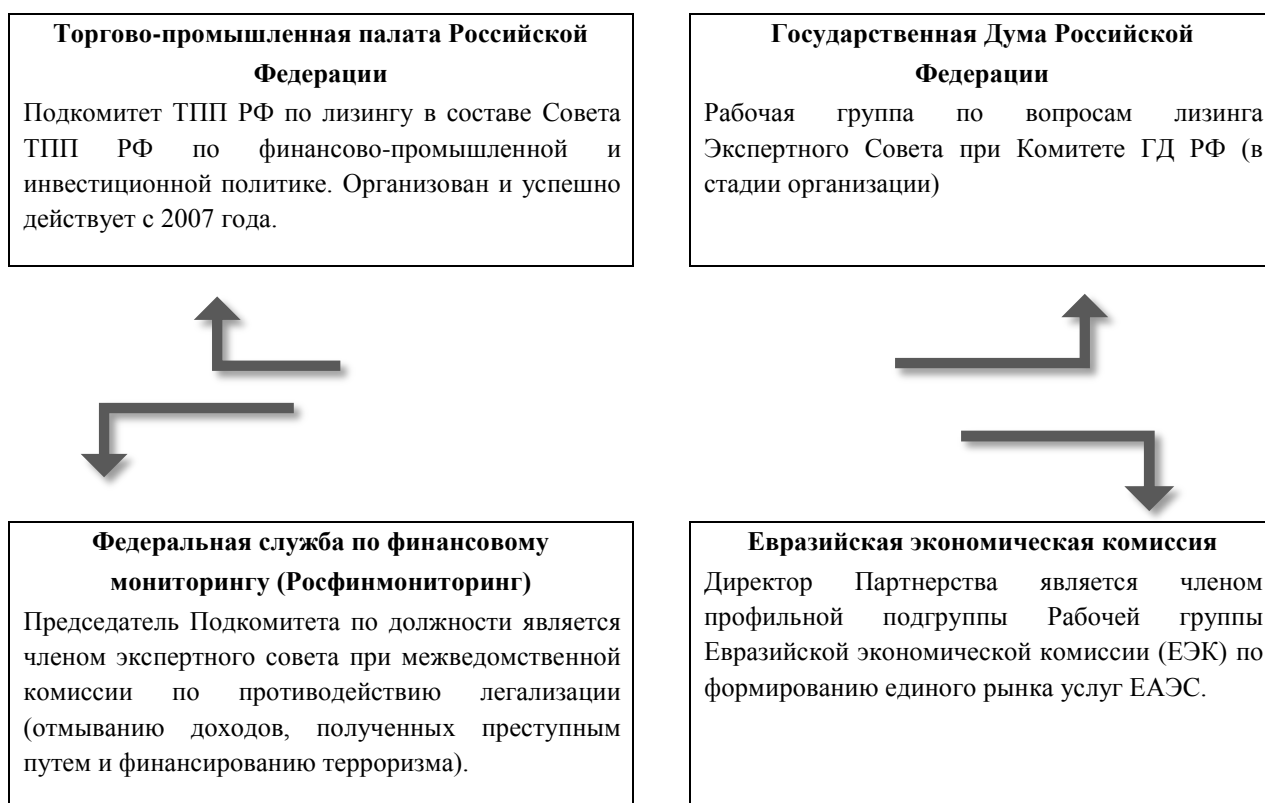 Торгово-промышленная палата Российской
Федерации
Подкомитет ТПП РФ по лизингу в составе Совета
ТПП РФ по финансово-промышленной и
инвестиционной политике. Организован и успешно
действует с 2007 года.
Государственная Дума Российской
Федерации
Рабочая группа по вопросам лизинга
Экспертного Совета при Комитете ГД РФ (в
стадии организации)
Федеральная служба по финансовому
мониторингу (Росфинмониторинг)
Председатель Подкомитета по должности является
членом экспертного совета при межведомственной
комиссии по противодействию легализации
(отмыванию доходов, полученных преступным
путем и финансированию терроризма).
Евразийская экономическая комиссия
Директор Партнерства является членом
профильной подгруппы Рабочей группы
Евразийской экономической комиссии (ЕЭК) по
формированию единого рынка услуг ЕАЭС.